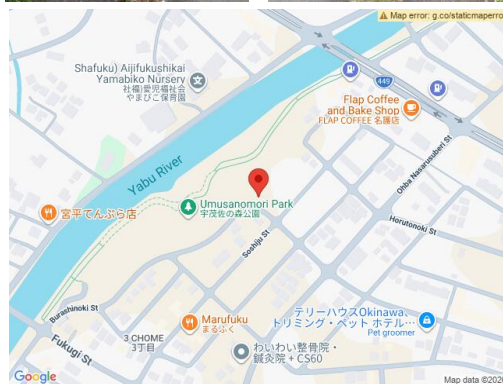 Map error: g.co/staticmaperro
Shafuku) Aijifukushikai
Yamabiko Nursery
社福)愛児福祉会
やまびこ保育園
449
Flap Coffee
and Bake Shop
FLAP COFFEE 名護店
Yabu River
Ohba Nasarusuberi St
宮平てんぷら店
Umusanomori Park
宇茂佐の森公園
Horutonoki St
Soshiju St
Burashinoki St
Fukugi St
Marufuku
まるふく
テリーハウスOkinawa、
トリミング・ペット ホテル…
Pet groomer
3 CHOME
3丁目
わいわい整骨院・
鍼灸院 + CS60
Google
Map data ©202